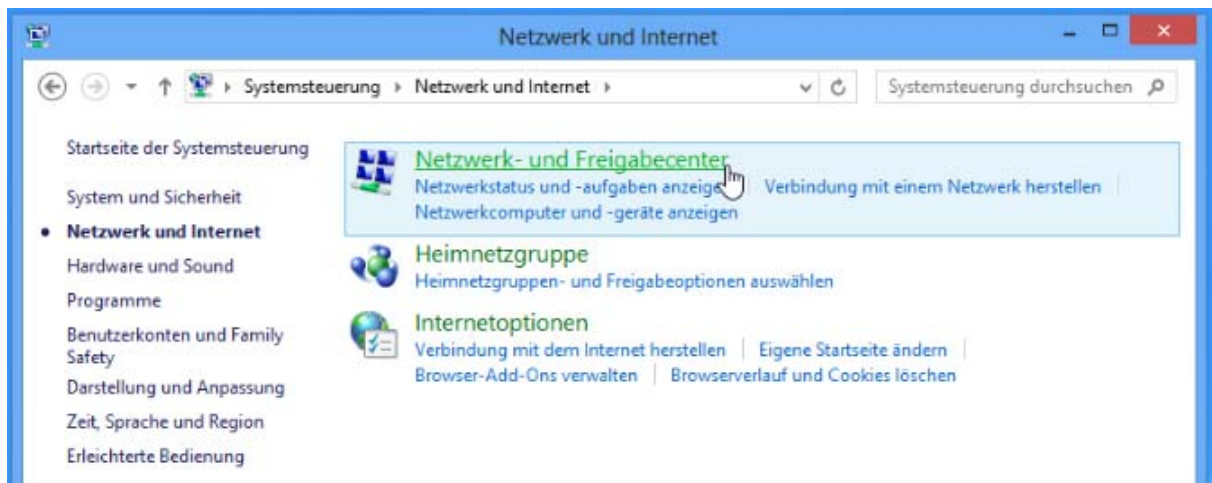 Netzwerk und Internet
Systemsteuerung Netzwerk und Internet Systemsteuerung durchsuchen
Startseite der Systemsteuerung
System und Sicherheit
Netzwerk und Internet
Hardware und Sound
Programme
Benutzerkonten und Family
Safety
Darstellung und Anpassung
Zeit, Sprache und Region
Erleichterte Bedienung
Netzwerk- und Freigabecenter
Netzwerkstatus und -aufgaben anzeigen Verbindung mit einem Netzwerk herstellen
Netzwerkcomputer und -geräte anzeigen
Heimnetzgruppe
Heimnetzgruppen- und Freigabeoptionen auswählen
Internetoptionen
Verbindung mit dem Internet herstellen Eigene Startseite ändern
Browser-Add-Ons verwalten Browserverlauf und Cookies löschen